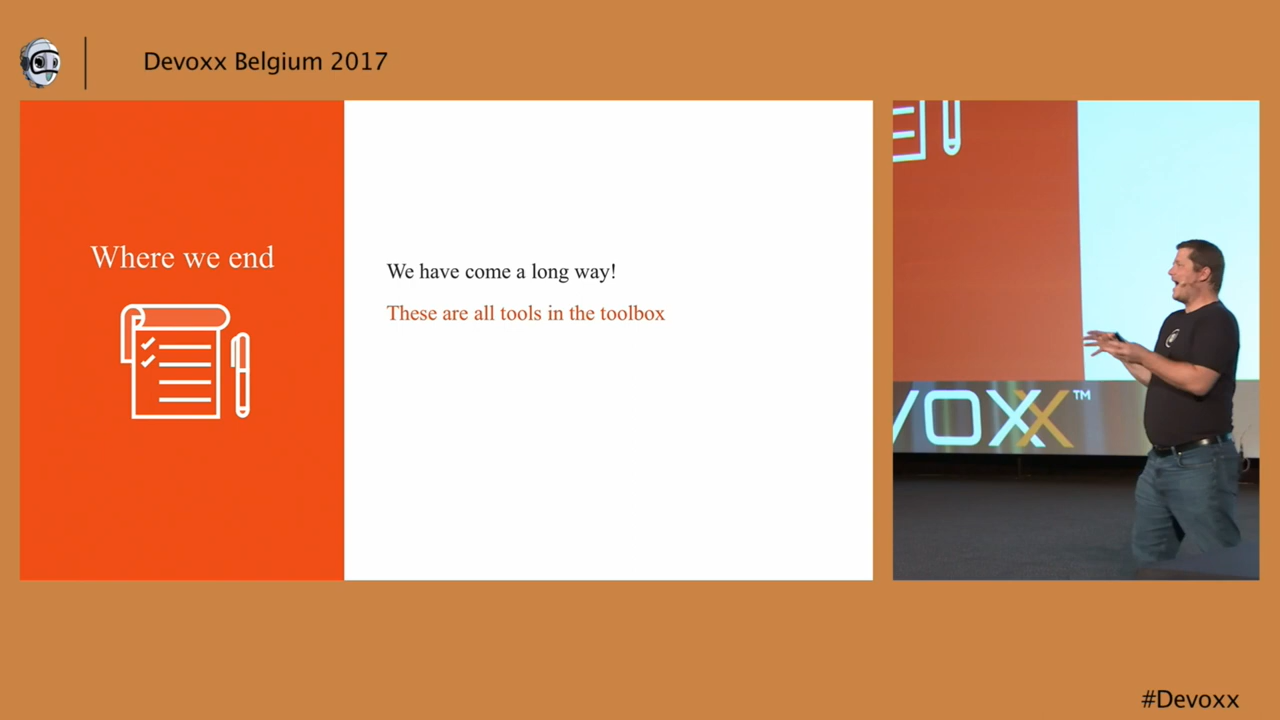 Devoxx Belgium 2017
Where we end
We have come a long way!
These are all tools in the toolbox
VOXX™
#Devoxx